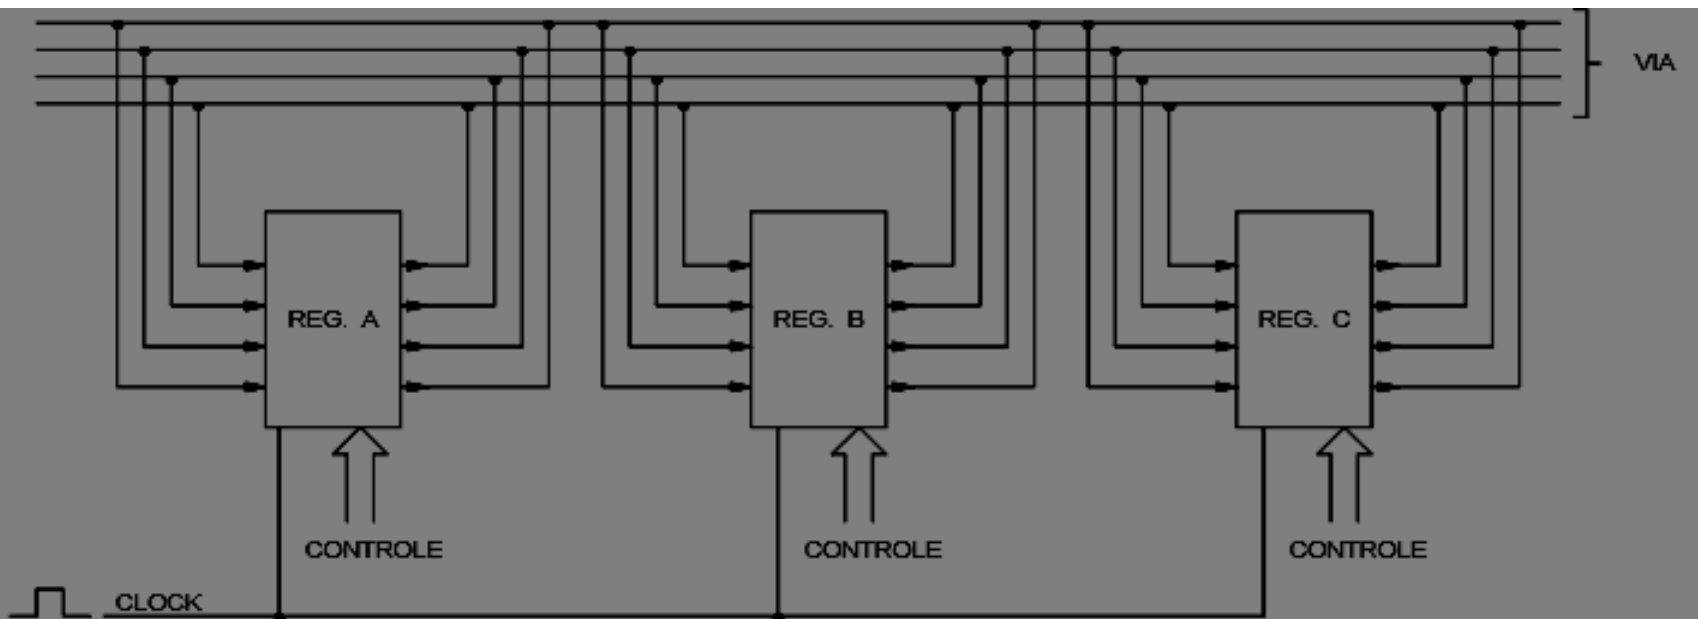 VIA
REG. A
REG. B
REG. C
CONTROLE
CONTROLE
CONTROLE
CLOCK